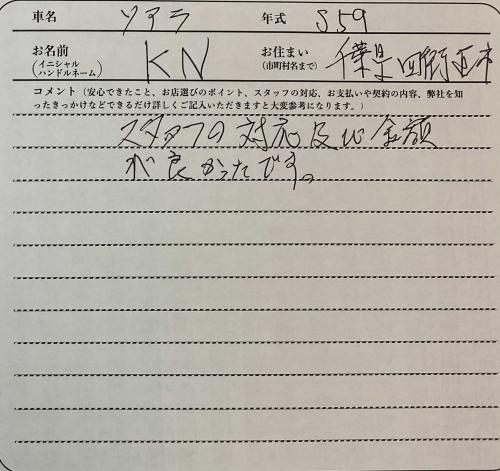 車名 ソアラ 年式 S59
お名前 (イニシャル ハンドルネーム) KN お住まい (市町村名まで) 千葉県四街道市
コメント（安心できたこと、お店選びのポイント、スタッフの対応、お支払いや契約の内容、弊社を知
ったきっかけなどできるだけ詳しくご記入いただきますと大変参考になります。）
スタッフの対応及び金額
が良かったです。